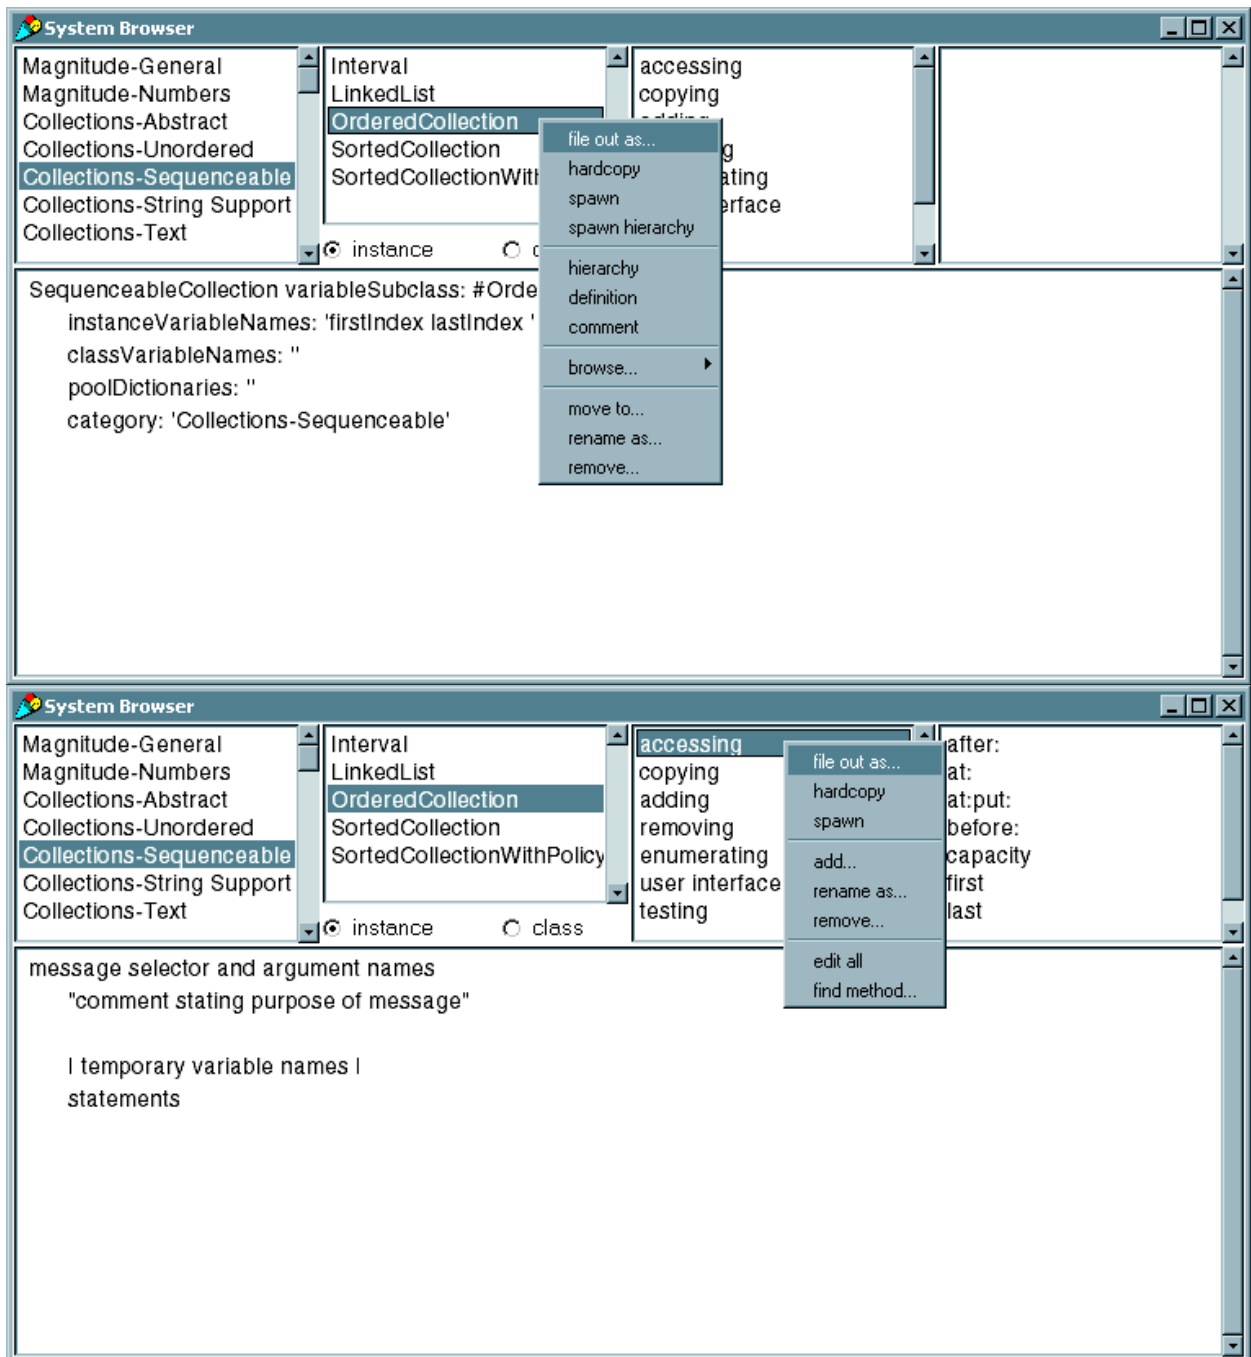 System Browser
Magnitude-General
Magnitude-Numbers
Collections-Abstract
Collections-Unordered
Collections-Sequenceable
Collections-String Support
Collections-Text
Interval
LinkedList
OrderedCollection
SortedCollection
SortedCollectionWith
instance
accessing
copying
file out as...
hardcopy
spawn
spawn hierarchy
hierarchy
definition
comment
browse...
move to...
rename as...
remove...
SequenceableCollection variableSubclass: #Orde
instanceVariableNames: 'firstIndex lastIndex '
classVariableNames: ''
poolDictionaries: ''
category: 'Collections-Sequenceable'
System Browser
Magnitude-General
Magnitude-Numbers
Collections-Abstract
Collections-Unordered
Collections-Sequenceable
Collections-String Support
Collections-Text
Interval
LinkedList
OrderedCollection
SortedCollection
SortedCollectionWithPolicy
instance class
accessing
copying
adding
removing
enumerating
user interface
testing
file out as...
hardcopy
spawn
add...
rename as...
remove...
edit all
find method...
after:
at:
at:put:
before:
capacity
first
last
message selector and argument names
"comment stating purpose of message"
| temporary variable names |
statements